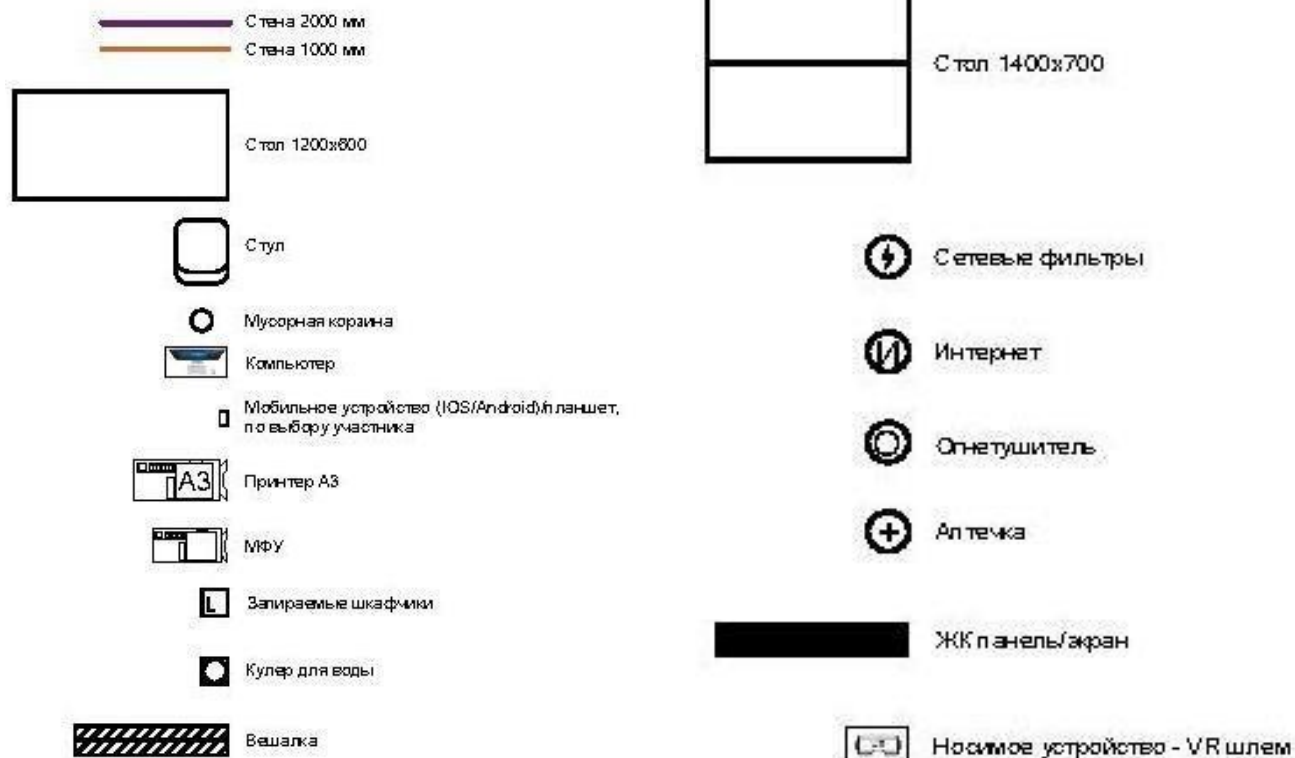 Стена 2000 мм
Стена 1000 мм
Стол 1200х600
Стул
Мусорная корзина
Компьютер
Мобильное устройство (IOS/Android)/планшет,
по выбору участника
A3
Принтер А3
МФУ
L
Запираемые шкафчики
Кулер для воды
Вешалка
Стол 1400х700
Сетевые фильтры
Интернет
Огнетушитель
Аптечка
ЖК панель/экран
Носимое устройство - VR шлем